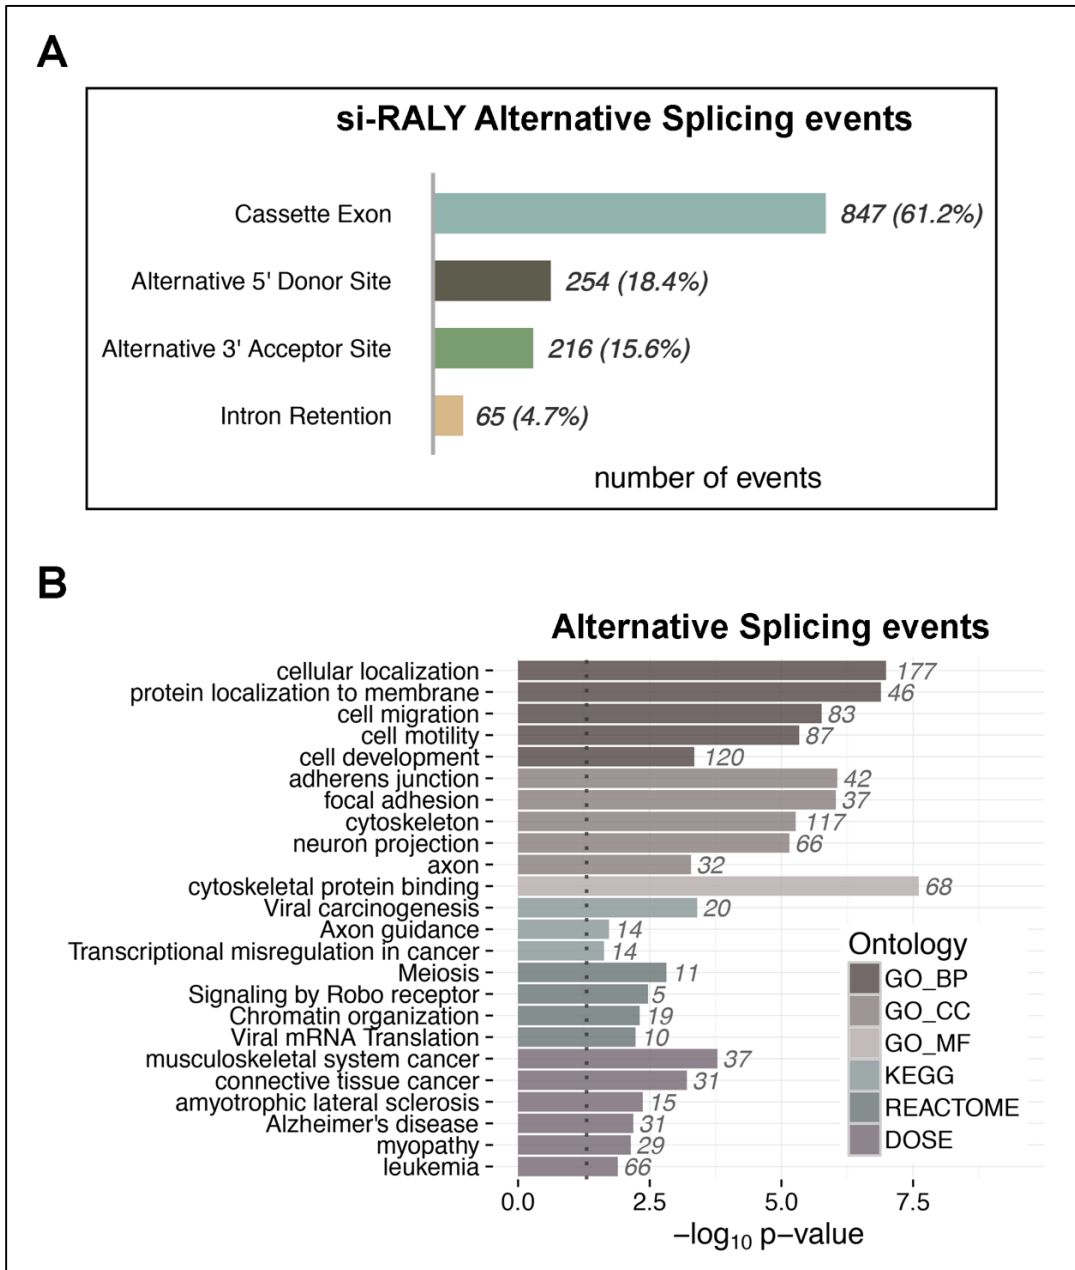 A
si-RALY Alternative Splicing events
Cassette Exon 847 (61.2%)
Alternative 5' Donor Site 254 (18.4%)
Alternative 3' Acceptor Site 216 (15.6%)
Intron Retention 65 (4.7%)
number of events
B
Alternative Splicing events
cellular localization 177
protein localization to membrane 46
cell migration 83
cell motility 87
cell development 120
adherens junction 42
focal adhesion 37
cytoskeleton 117
neuron projection 66
axon 32
cytoskeletal protein binding 68
Viral carcinogenesis 20
Axon guidance 14
Transcriptional misregulation in cancer 14
Meiosis 11
Signaling by Robo receptor 5
Chromatin organization 19
Viral mRNA Translation 10
musculoskeletal system cancer 37
connective tissue cancer 31
amyotrophic lateral sclerosis 15
Alzheimer's disease 31
myopathy 29
leukemia 66
Ontology
GO_BP
GO_CC
GO_MF
KEGG
REACTOME
DOSE
0.0 2.5 5.0 7.5
−log10 p−value